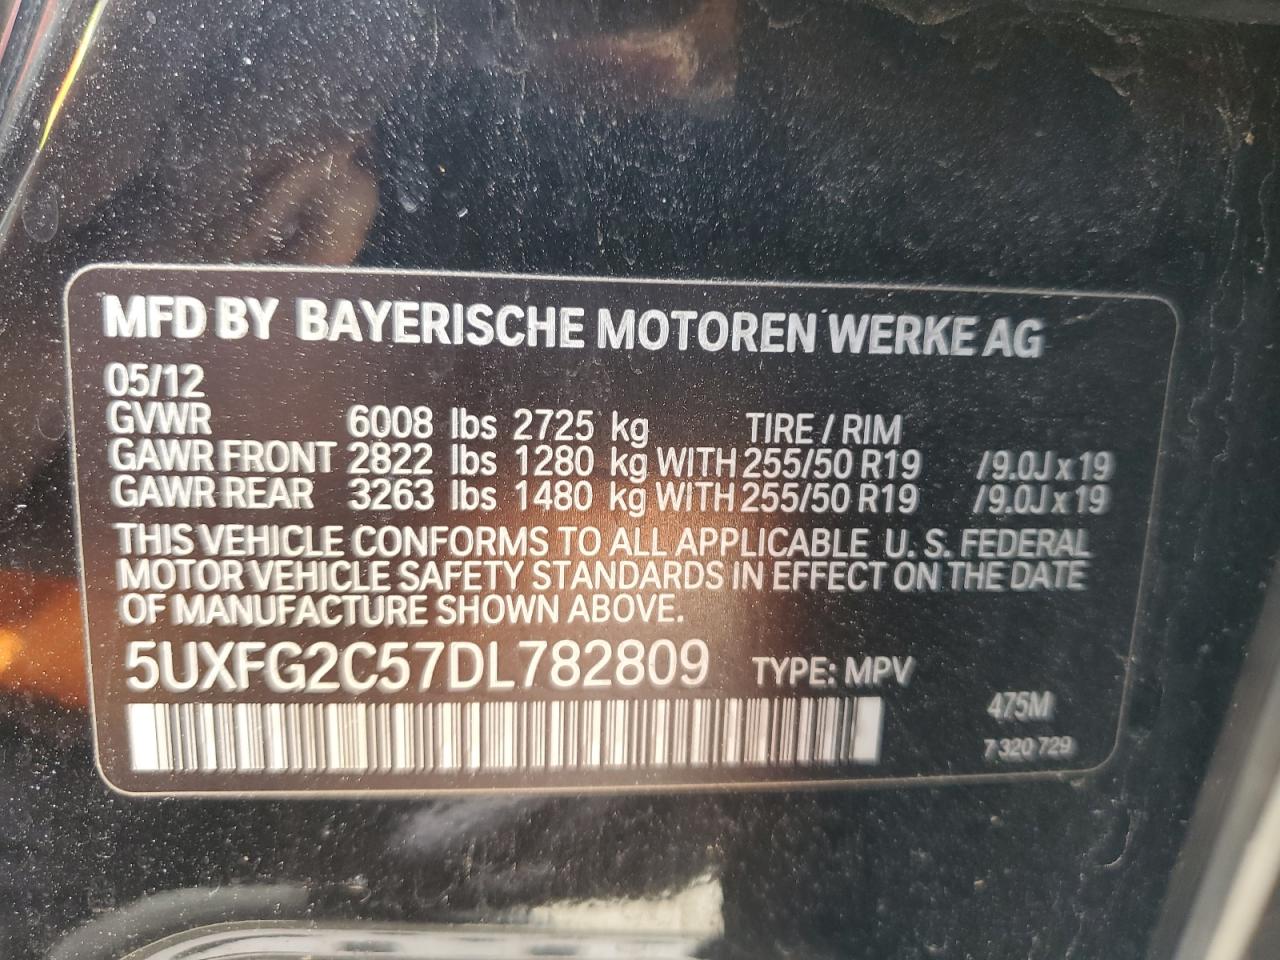 MFD BY BAYERISCHE MOTOREN WERKE AG
05/12
GVWR 6008 lbs 2725 kg TIRE / RIM
GAWR FRONT 2822 lbs 1280 kg WITH 255/50 R19 /9.0J x 19
GAWR REAR 3263 lbs 1480 kg WITH 255/50 R19 /9.0J x 19
THIS VEHICLE CONFORMS TO ALL APPLICABLE U. S. FEDERAL
MOTOR VEHICLE SAFETY STANDARDS IN EFFECT ON THE DATE
OF MANUFACTURE SHOWN ABOVE.
5UXFG2C57DL782809 TYPE: MPV
475M
7 320 729